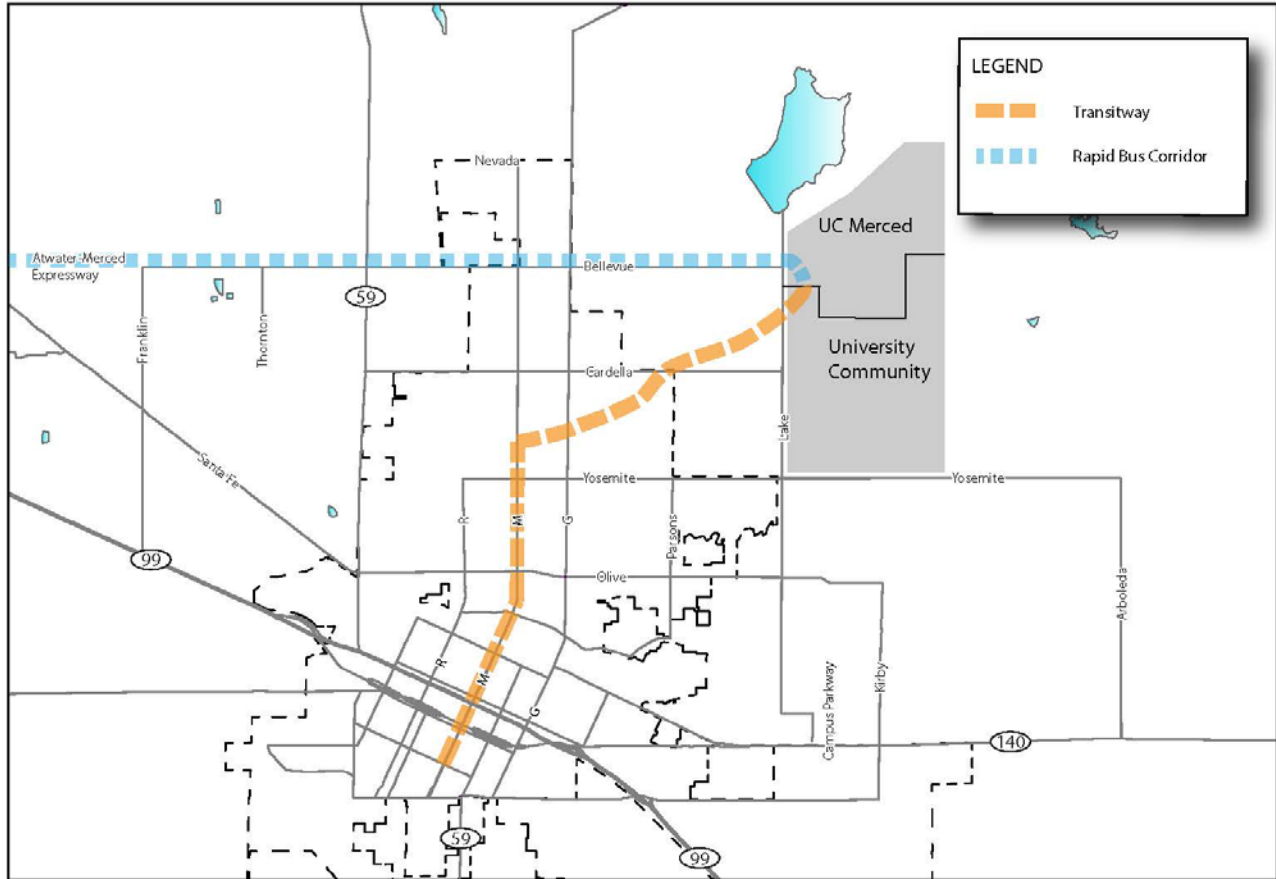 LEGEND
Transitway
Rapid Bus Corridor
Nevada
UC Merced
Atwater-Merced
Expressway
Bellevue
59
Franklin
Thornton
University
Community
Cardella
Lake
Santa Fe
Yosemite
Yosemite
R
M
G
Parsons
99
Olive
Arboleda
R
M
G
Kirby
Campus Parkway
140
59
99